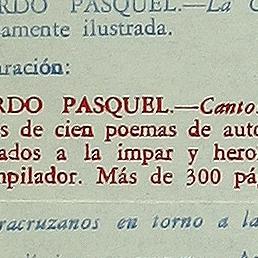 RDO PASQUEL.—La C
amente ilustrada.
aración:
RDO PASQUEL.—Canto
s de cien poemas de auto
ados a la impar y hero
mpilador. Más de 300 pá
racruzanos en torno a la